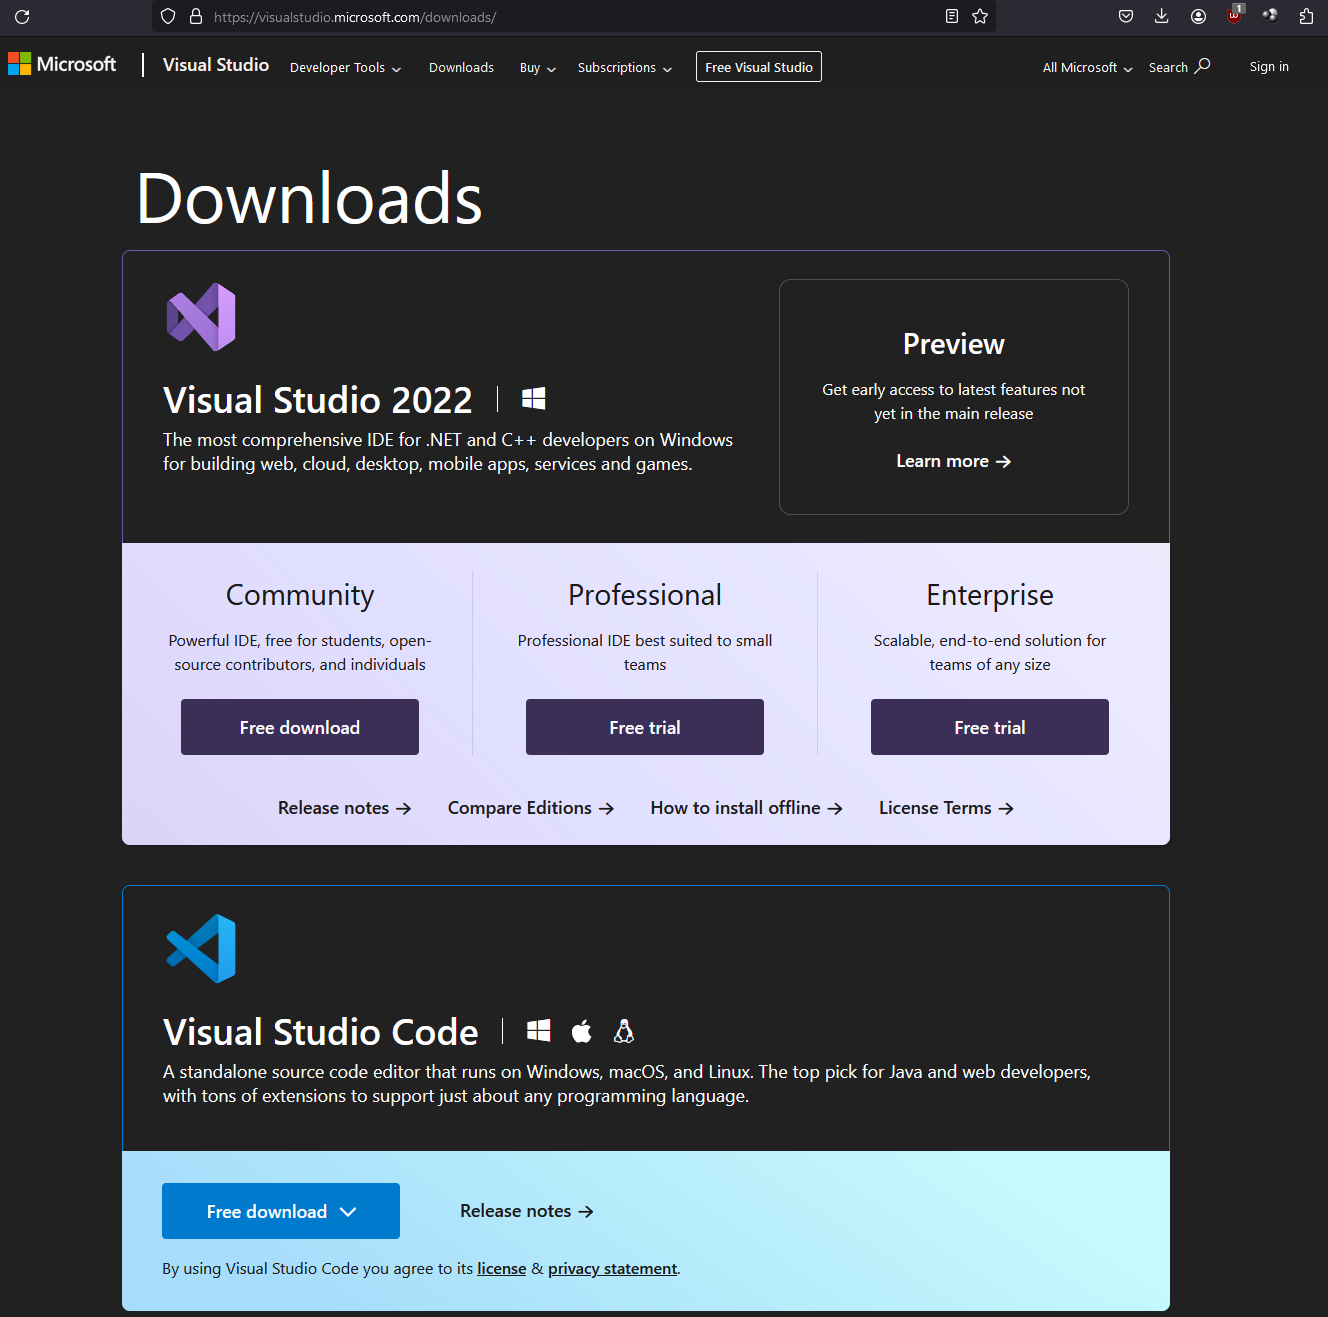 https://visualstudio.microsoft.com/downloads/
1
Microsoft
Visual Studio
Developer Tools
Downloads
Buy
Subscriptions
Free Visual Studio
All Microsoft
Search
Sign in
Downloads
Visual Studio 2022
The most comprehensive IDE for .NET and C++ developers on Windows
for building web, cloud, desktop, mobile apps, services and games.
Preview
Get early access to latest features not
yet in the main release
Learn more →
Community
Powerful IDE, free for students, open-
source contributors, and individuals
Free download
Professional
Professional IDE best suited to small
teams
Free trial
Enterprise
Scalable, end-to-end solution for
teams of any size
Free trial
Release notes →
Compare Editions →
How to install offline →
License Terms →
Visual Studio Code
A standalone source code editor that runs on Windows, macOS, and Linux. The top pick for Java and web developers,
with tons of extensions to support just about any programming language.
Free download
Release notes →
By using Visual Studio Code you agree to its license & privacy statement.